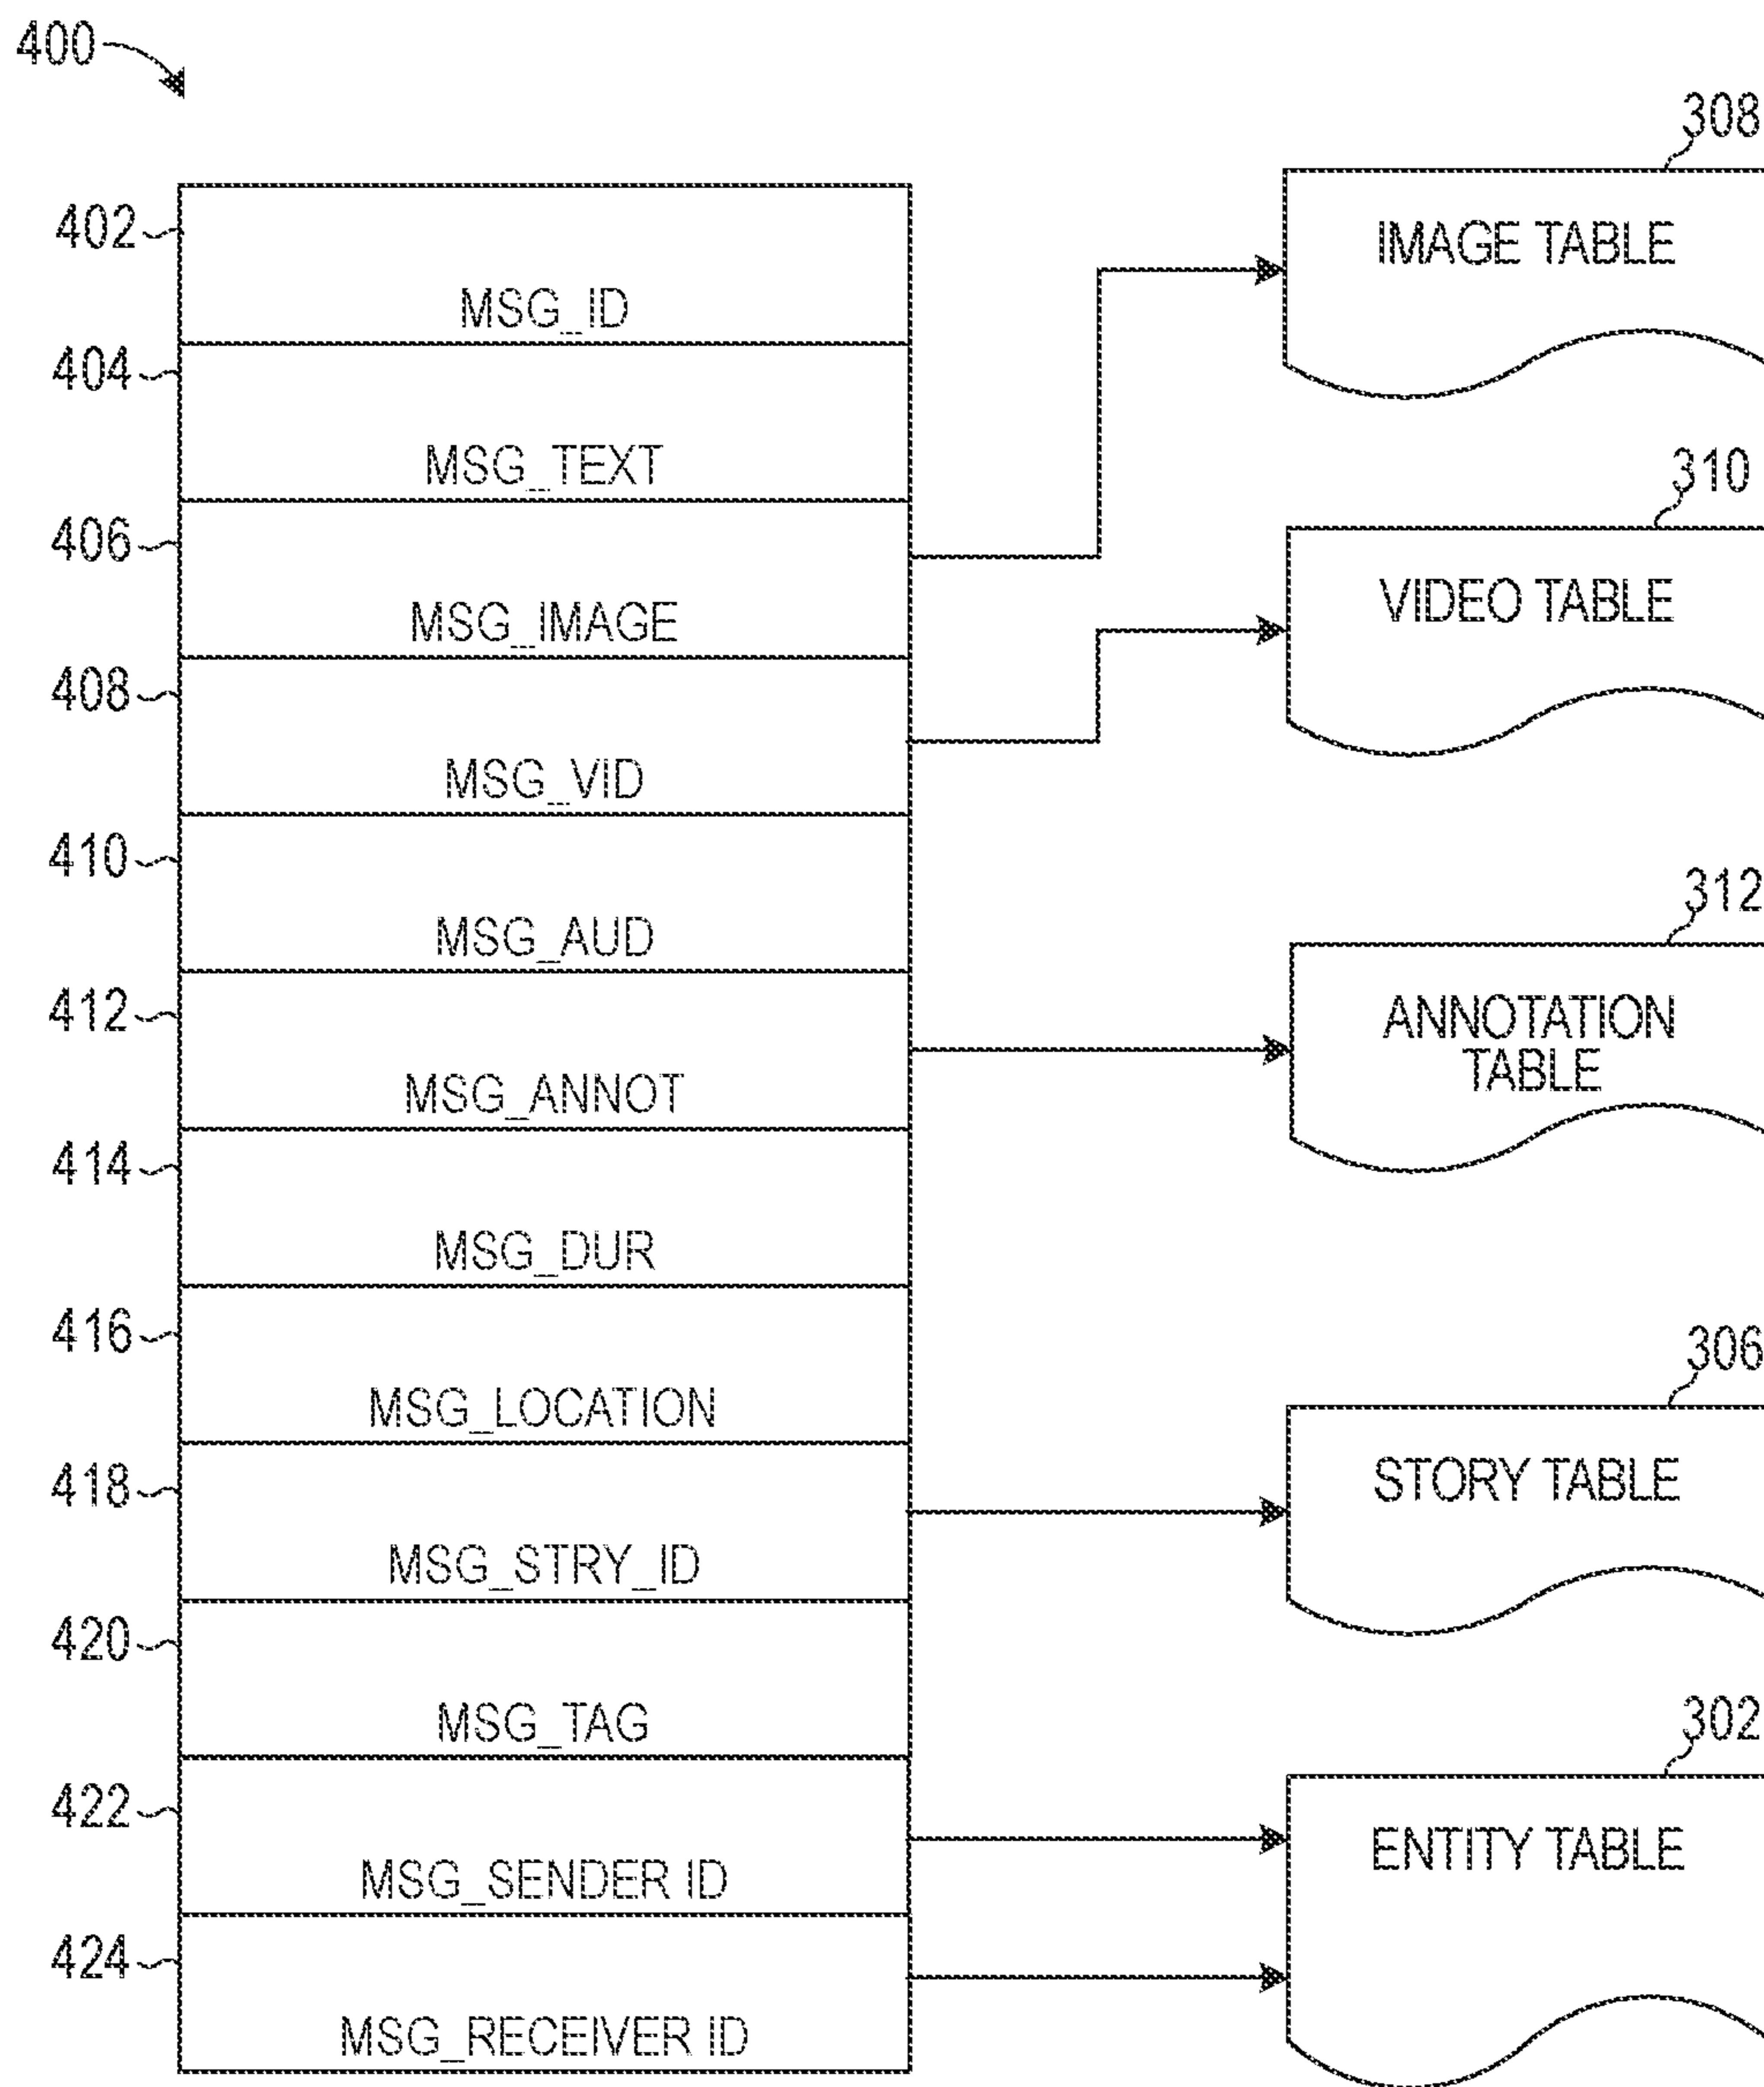 400
308
402
IMAGE TABLE
MSG_ID
404
MSG_TEXT
310
406
VIDEO TABLE
MSG_IMAGE
408
MSG_VID
410
312
MSG_AUD
412
ANNOTATION
TABLE
MSG_ANNOT
414
MSG_DUR
416
306
MSG_LOCATION
418
STORY TABLE
MSG_STRY_ID
420
MSG_TAG
302
422
ENTITY TABLE
MSG_SENDER ID
424
MSG_RECEIVER ID